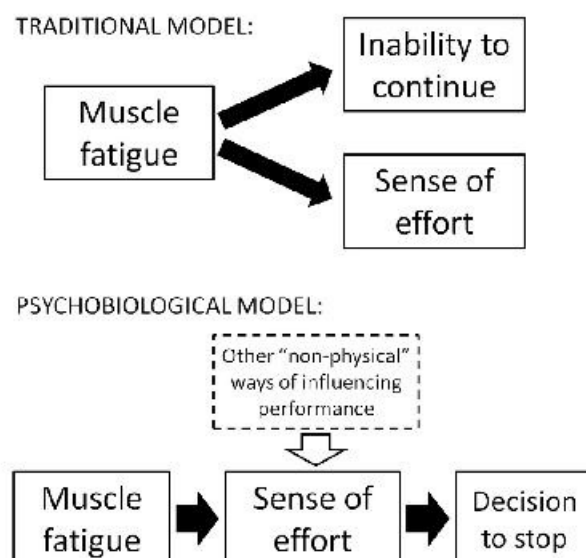 TRADITIONAL MODEL:
Inability to
continue
Muscle
fatigue
Sense of
effort
PSYCHOBIOLOGICAL MODEL:
Other “non-physical”
ways of influencing
performance
Muscle
fatigue
Sense of
effort
Decision
to stop